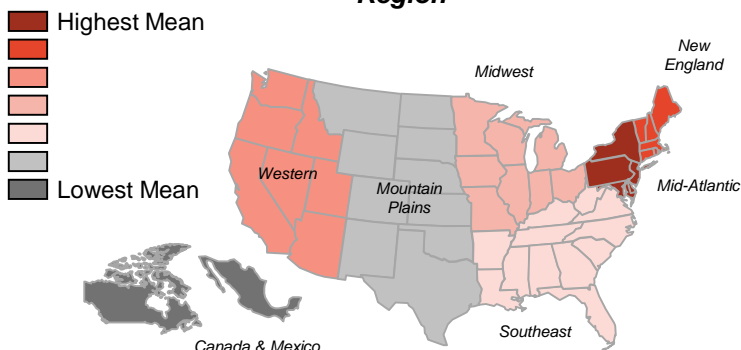 Region
Highest Mean
Lowest Mean
New
England
Midwest
Western
Mountain
Plains
Mid-Atlantic
Southeast
Canada & Mexico